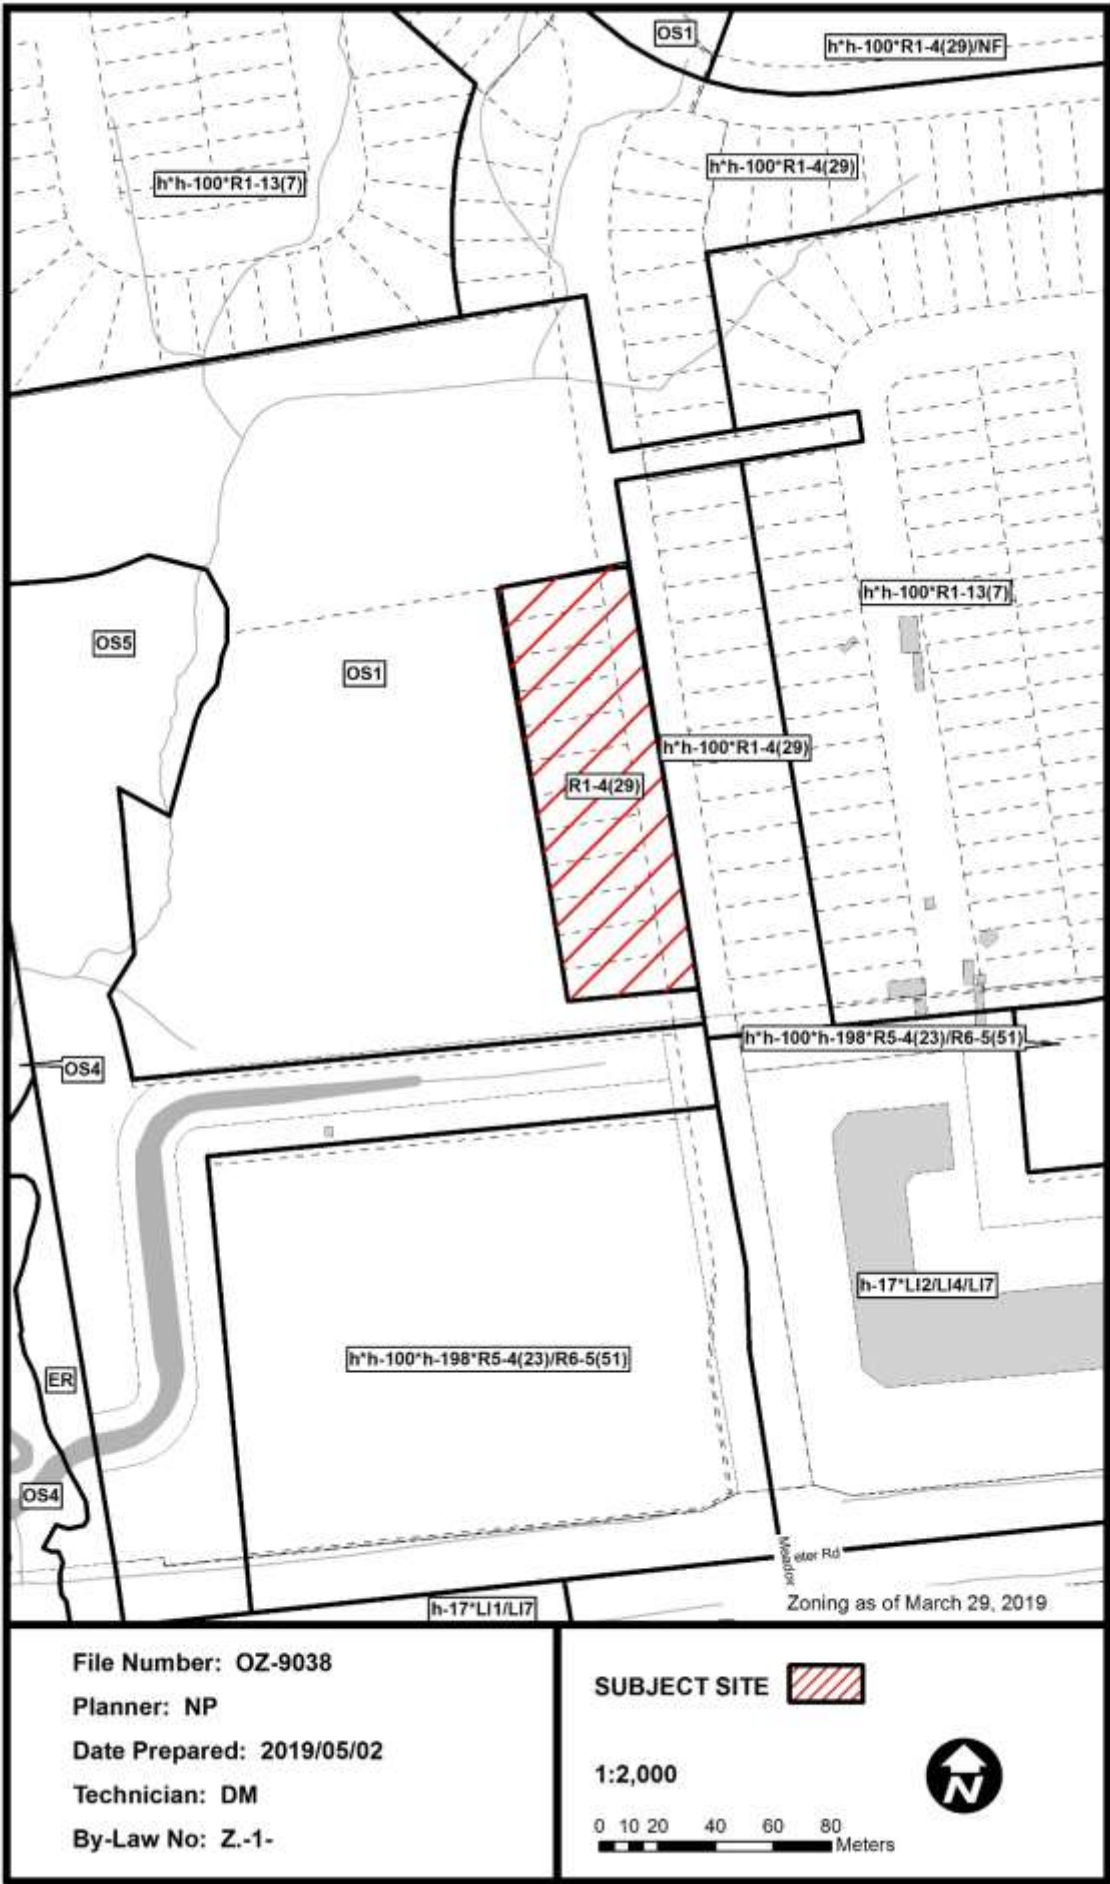 OS1
h*h-100*R1-4(29)/NF
h*h-100*R1-4(29)
h*h-100*R1-13(7)
h*h-100*R1-13(7)
OS5
OS1
h*h-100*R1-4(29)
R1-4(29)
h*h-100*h-198*R5-4(23)/R6-5(51)
OS4
h-17*LI2/LI4/LI7
h*h-100*h-198*R5-4(23)/R6-5(51)
ER
OS4
eter Rd
Zoning as of March 29, 2019
h-17*LI1/LI7
File Number: OZ-9038
Planner: NP
Date Prepared: 2019/05/02
Technician: DM
By-Law No: Z.-1-
SUBJECT SITE
1:2,000
N
0 10 20 40 60 80
Meters